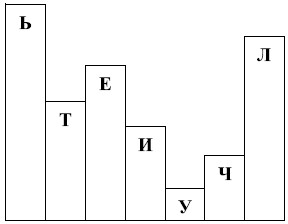 Ь Т Е И У Ч Л